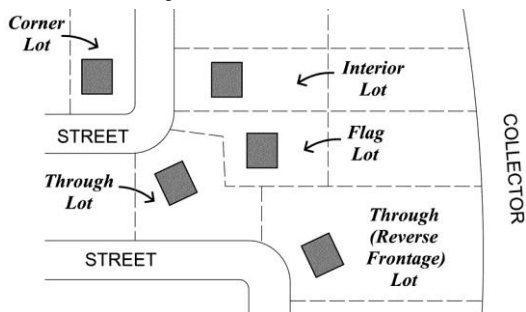 Corner
Lot
Interior
Lot
STREET
Flag
Lot
COLLECTOR
Through
Lot
Through
(Reverse
Frontage)
Lot
STREET